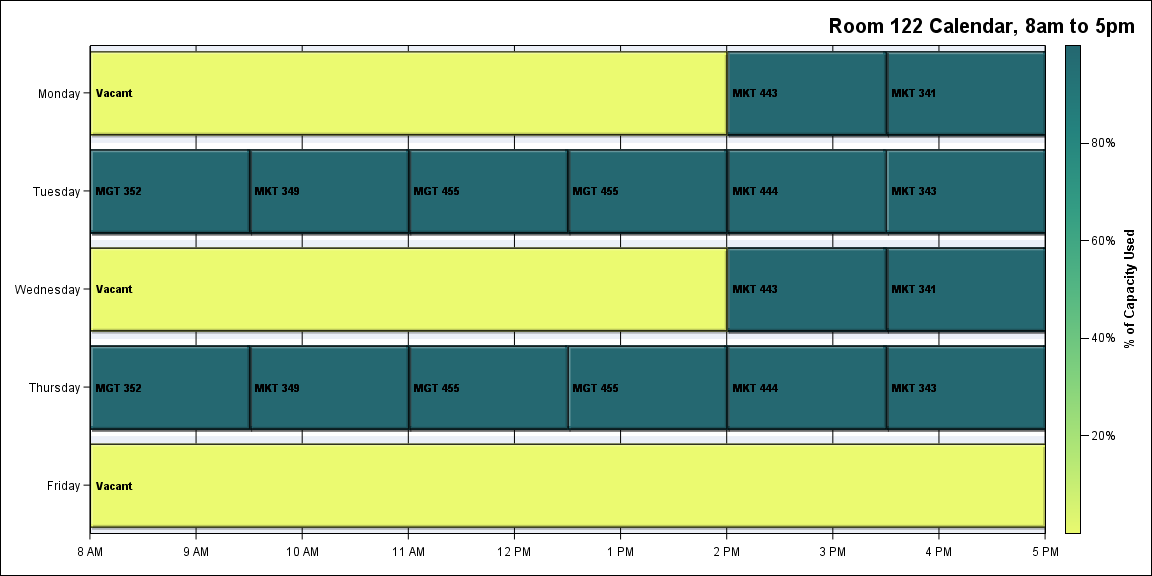 Room 122 Calendar, 8am to 5pm
Monday
Vacant
MKT 443
MKT 341
Tuesday
MGT 352
MKT 349
MGT 455
MGT 455
MKT 444
MKT 343
Wednesday
Vacant
MKT 443
MKT 341
Thursday
MGT 352
MKT 349
MGT 455
MGT 455
MKT 444
MKT 343
Friday
Vacant
8 AM
9 AM
10 AM
11 AM
12 PM
1 PM
2 PM
3 PM
4 PM
5 PM
80%
60%
40%
20%
% of Capacity Used